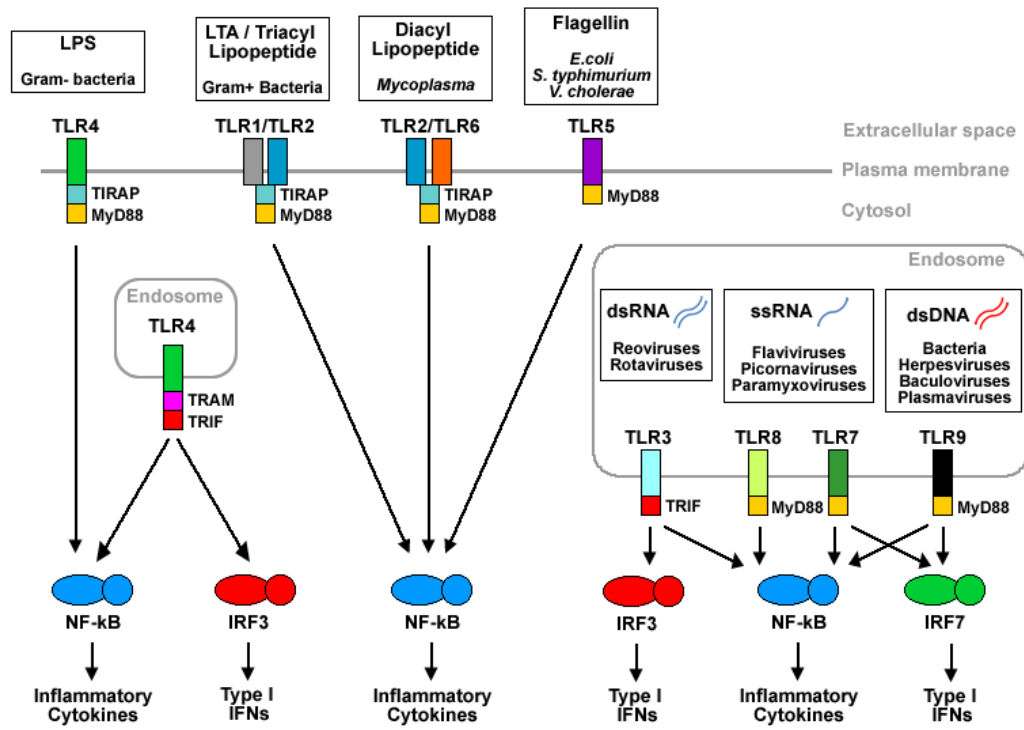 LPS
Gram- bacteria
LTA / Triacyl
Lipopeptide
Gram+ Bacteria
Diacyl
Lipopeptide
Mycoplasma
Flagellin
E.coli
S. typhimurium
V. cholerae
TLR4
TLR1/TLR2
TLR2/TLR6
TLR5
Extracellular space
Plasma membrane
Cytosol
TIRAP
MyD88
TIRAP
MyD88
TIRAP
MyD88
MyD88
Endosome
TLR4
TRAM
TRIF
Endosome
dsRNA
Reoviruses
Rotaviruses
ssRNA
Flaviviruses
Picornaviruses
Paramyxoviruses
dsDNA
Bacteria
Herpesviruses
Baculoviruses
Plasmaviruses
TLR3
TLR8
TLR7
TLR9
TRIF
MyD88
MyD88
NF-kB
IRF3
NF-kB
IRF3
NF-kB
IRF7
Inflammatory
Cytokines
Type I
IFNs
Inflammatory
Cytokines
Type I
IFNs
Inflammatory
Cytokines
Type I
IFNs